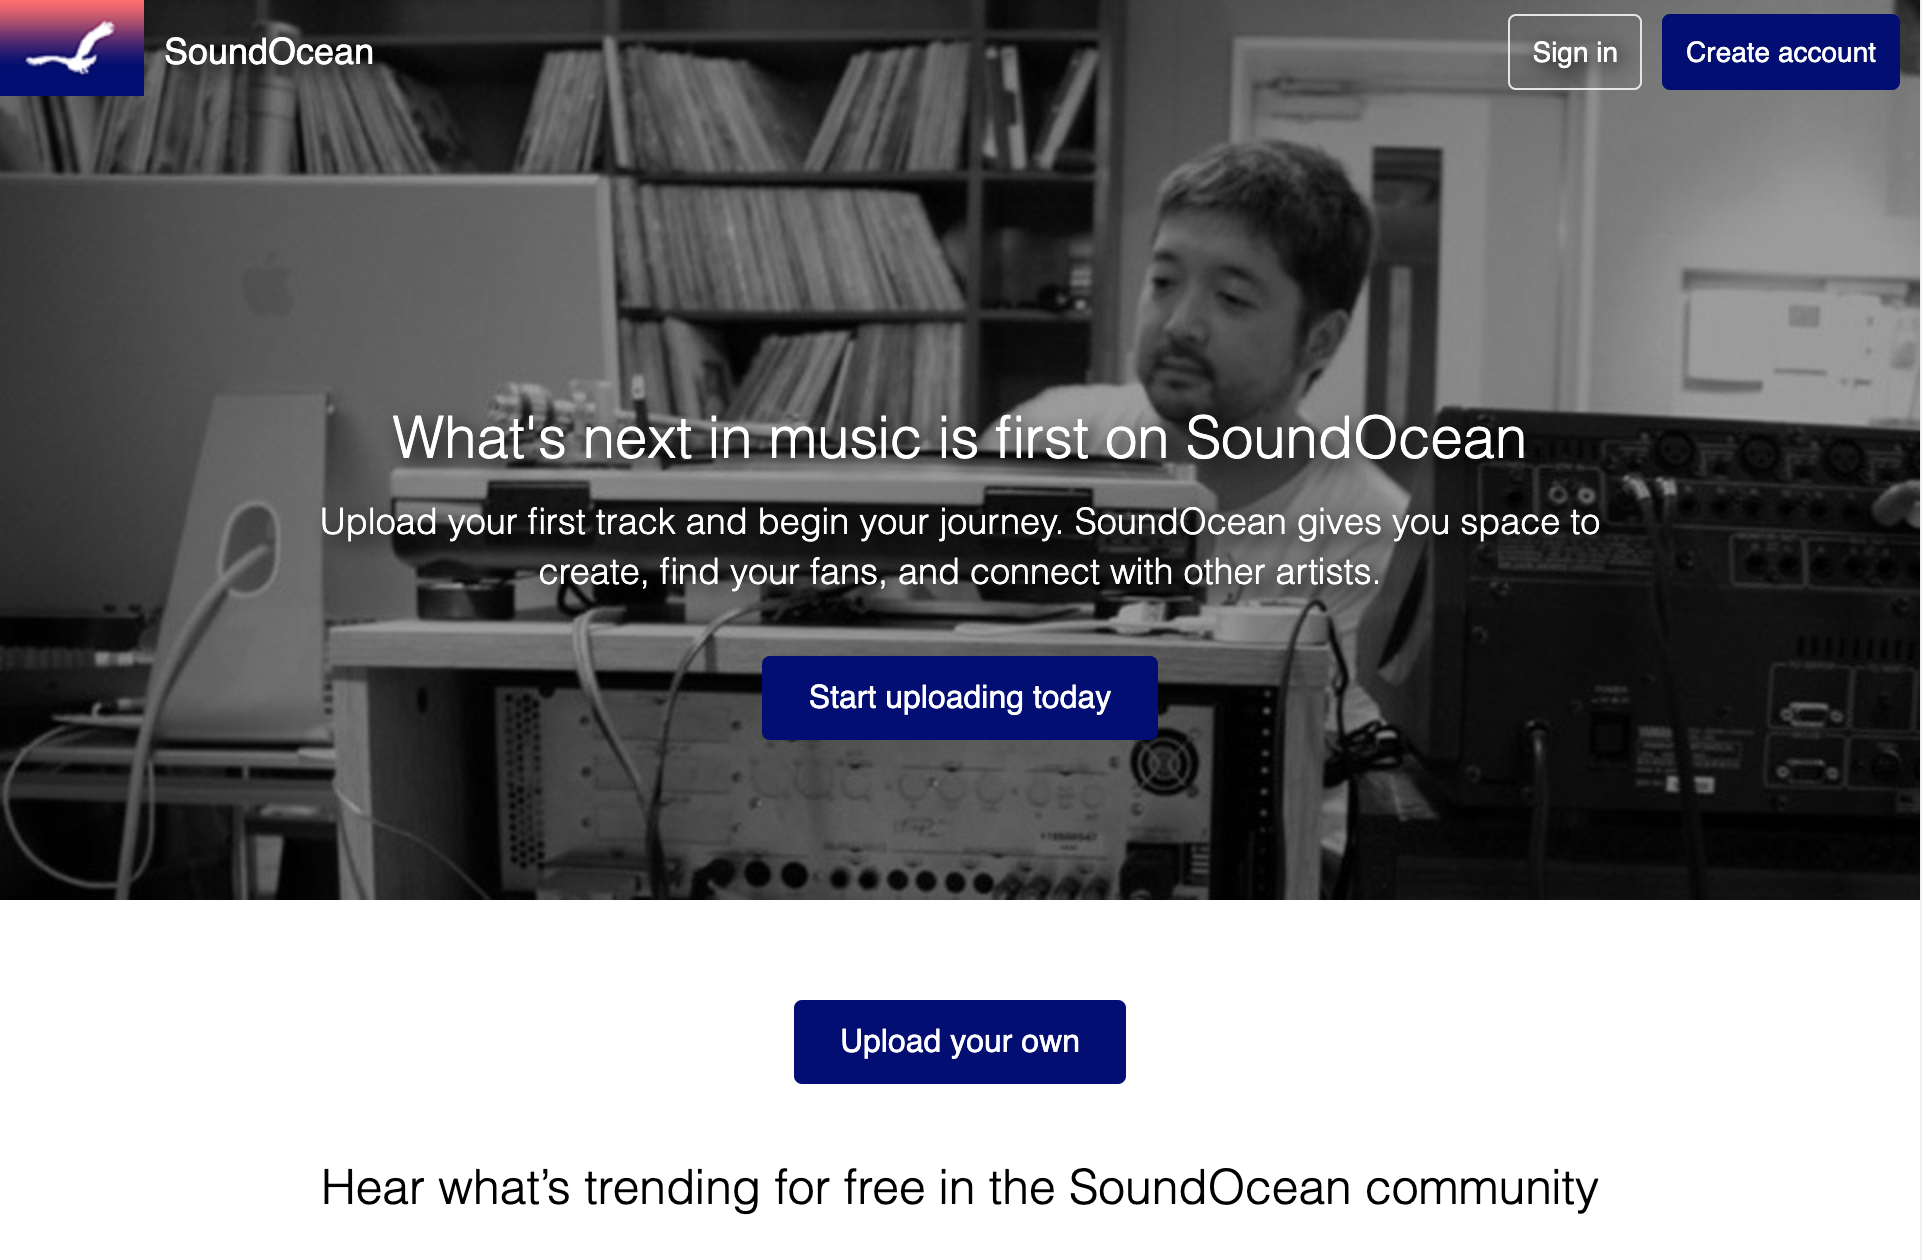 SoundOcean
Sign in
Create account
What's next in music is first on SoundOcean
Upload your first track and begin your journey. SoundOcean gives you space to
create, find your fans, and connect with other artists.
Start uploading today
Upload your own
Hear what’s trending for free in the SoundOcean community